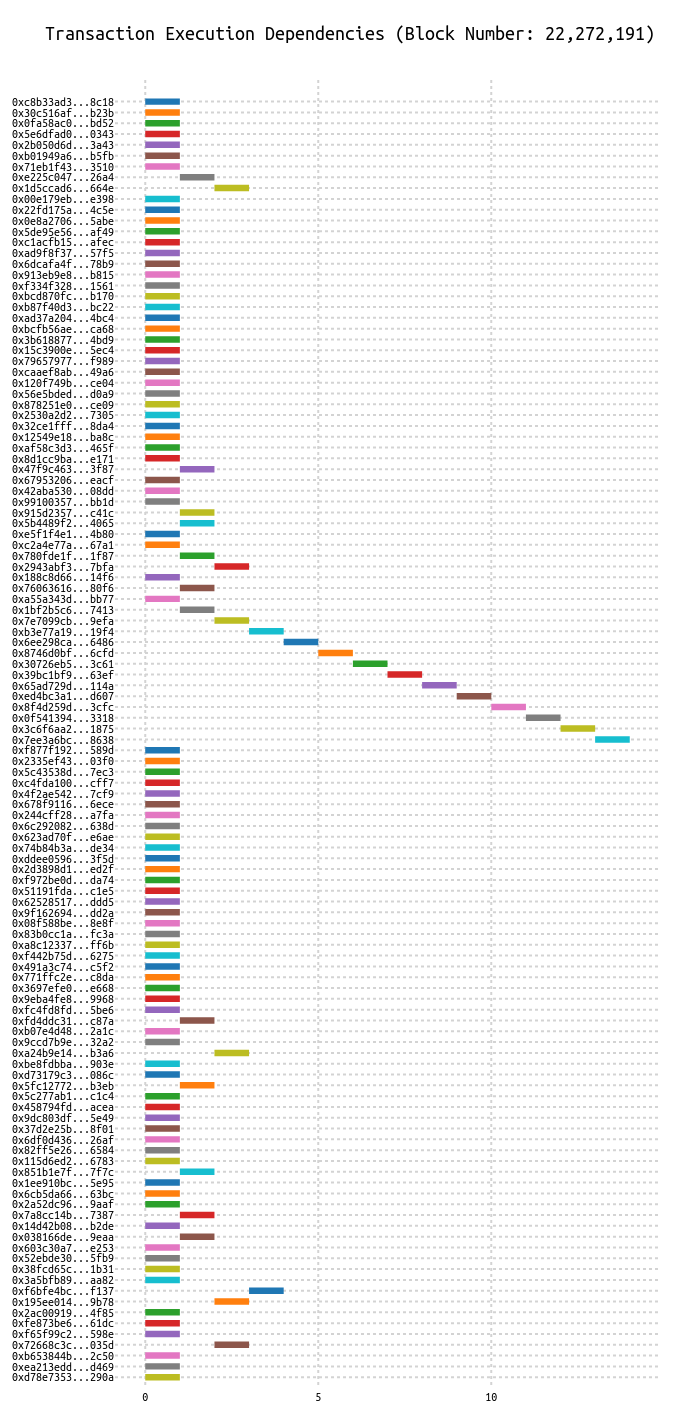 Transaction Execution Dependencies (Block Number: 22,272,191)
0xc8b33ad3...8c18
0x30c516af...b23b
0x0fa58ac0...bd52
0x5e6dfad0...0343
0x2b050d6d...3a43
0xb01949a6...b5fb
0x71eb1f43...3510
0xe225c047...26a4
0x1d5ccad6...664e
0x00e179eb...e398
0x22fd175a...4c5e
0x0e8a2706...5abe
0x5de95e56...af49
0xc1acfb15...afec
0xad9f8f37...57f5
0x6dcafa4f...78b9
0x913eb9e8...b815
0xf334f328...1561
0xbcd870fc...b170
0xb87f40d3...bc22
0xad37a204...4bc4
0xbcfb56ae...ca68
0x3b618877...4bd9
0x15c3900e...5ec4
0x79657977...f989
0xcaaef8ab...49a6
0x120f749b...ce04
0x56e5bded...d0a9
0x878251e0...ce09
0x2530a2d2...7305
0x32ce1fff...8da4
0x12549e18...ba8c
0xaf58c3d3...465f
0x8d1cc9ba...e171
0x47f9c463...3f87
0x67953206...eacf
0x42aba530...08dd
0x99100357...bb1d
0x915d2357...c41c
0x5b4489f2...4065
0xe5f1f4e1...4b80
0xc2a4e77a...67a1
0x780fde1f...1f87
0x2943abf3...7bfa
0x188c8d66...14f6
0x76063616...80f6
0xa55a343d...bb77
0x1bf2b5c6...7413
0x7e7099cb...9efa
0xb3e77a19...19f4
0x6ee298ca...6486
0x8746d0bf...6cfd
0x30726eb5...3c61
0x39bc1bf9...63ef
0x65ad729d...114a
0xed4bc3a1...d607
0x8f4d259d...3cfc
0x0f541394...3318
0x3c6f6aa2...1875
0x7ee3a6bc...8638
0xf877f192...589d
0x2335ef43...03f0
0x5c43538d...7ec3
0xc4fda100...cff7
0x4f2ae542...7cf9
0x678f9116...6ece
0x244cff28...a7fa
0x6c292082...638d
0x623ad70f...e6ae
0x74b84b3a...de34
0xddee0596...3f5d
0x2d3898d1...ed2f
0xf972be0d...da74
0x51191fda...c1e5
0x62528517...ddd5
0x9f162694...dd2a
0x08f588be...8e8f
0x83b0cc1a...fc3a
0xa8c12337...ff6b
0xf442b75d...6275
0x491a3c74...c5f2
0x771ffc2e...c8da
0x3697efe0...e668
0x9eba4fe8...9968
0xfc4fd8fd...5be6
0xfd4ddc31...c87a
0xb07e4d48...2a1c
0x9ccd7b9e...32a2
0xa24b9e14...b3a6
0xbe8fdbba...903e
0xd73179c3...086c
0x5fc12772...b3eb
0x5c277ab1...c1c4
0x458794fd...acea
0x9dc803df...5e49
0x37d2e25b...8f01
0x6df0d436...26af
0x82ff5e26...6584
0x115d6ed2...6783
0x851b1e7f...7f7c
0x1ee910bc...5e95
0x6cb5da66...63bc
0x2a52dc96...9aaf
0x7a8cc14b...7387
0x14d42b08...b2de
0x038166de...9eaa
0x603c30a7...e253
0x52ebde30...5fb9
0x38fcd65c...1b31
0x3a5bfb89...aa82
0xf6bfe4bc...f137
0x195ee014...9b78
0x2ac00919...4f85
0xfe873be6...61dc
0xf65f99c2...598e
0x72668c3c...035d
0xb653844b...2c50
0xea213edd...d469
0xd78e7353...290a
0 5 10